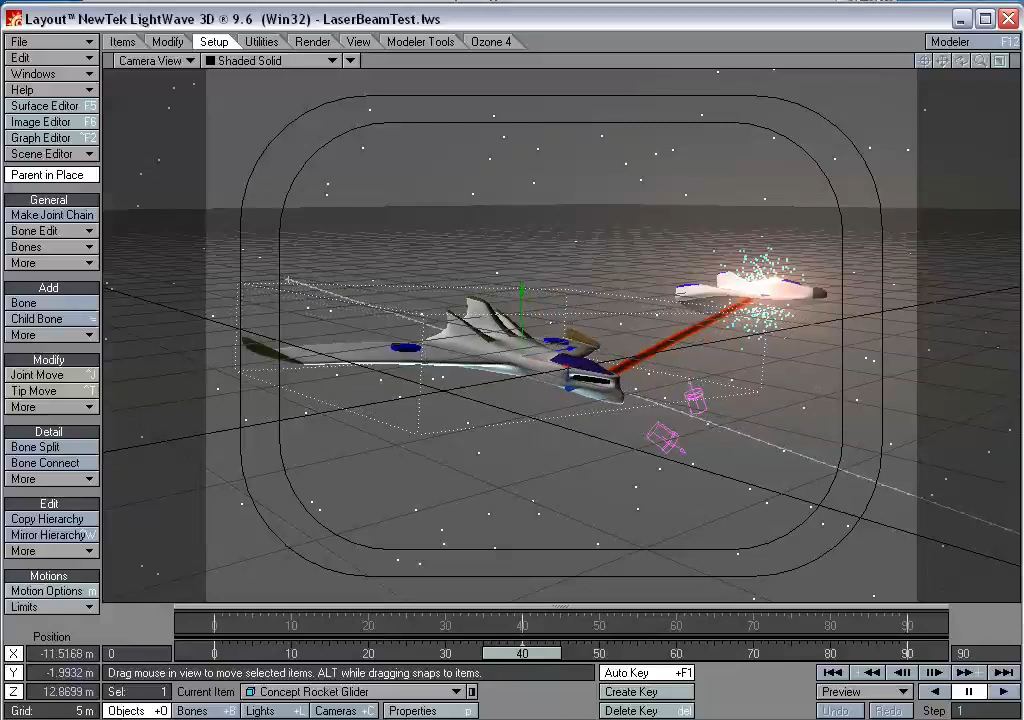 Layout™ NewTek LightWave 3D ® 9.6 (Win32) - LaserBeamTest.lws
File Items Modify Setup Utilities Render View Modeler Tools Ozone 4 Modeler F12
Edit Camera View Shaded Solid
Windows
Help
Surface Editor F5
Image Editor F6
Graph Editor ^F2
Scene Editor
Parent in Place
General
Make Joint Chain
Bone Edit
Bones
More
Add
Bone
Child Bone =
More
Modify
Joint Move ^J
Tip Move ^T
More
Detail
Bone Split
Bone Connect
More
Edit
Copy Hierarchy
Mirror Hierarchy W
More
Motions
Motion Options m
Limits
0 10 20 30 40 50 60 70 80 90
Position
X -11.5168 m 0 0 10 20 30 40 50 60 70 80 90 90
Y -1.9932 m Drag mouse in view to move selected items. ALT while dragging snaps to items. Auto Key +F1
Z 12.8699 m Sel: 1 Current Item Concept Rocket Glider Create Key Preview
Grid: 5 m Objects +O Bones +B Lights +L Cameras +C Properties p Delete Key del Undo Redo Step 1